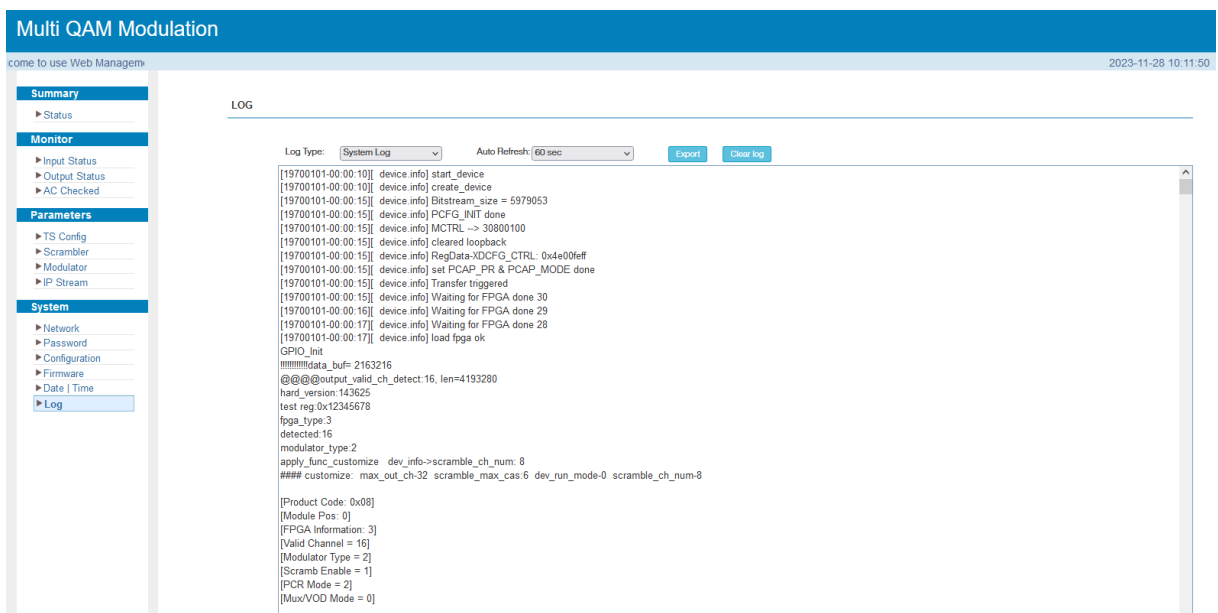 Multi QAM Modulation
come to use Web Managem
2023-11-28 10:11:50
Summary
Status
Monitor
Input Status
Output Status
AC Checked
Parameters
TS Config
Scrambler
Modulator
IP Stream
System
Network
Password
Configuration
Firmware
Date | Time
Log
LOG
Log Type: System Log Auto Refresh: 60 sec Export Clear log
[19700101-00:00:10][ device.info] start_device
[19700101-00:00:10][ device.info] create_device
[19700101-00:00:15][ device.info] Bitstream_size = 5979053
[19700101-00:00:15][ device.info] PCFG_INIT done
[19700101-00:00:15][ device.info] MCTRL --> 30800100
[19700101-00:00:15][ device.info] cleared loopback
[19700101-00:00:15][ device.info] RegData-XDCFG_CTRL: 0x4e00feff
[19700101-00:00:15][ device.info] set PCAP_PR & PCAP_MODE done
[19700101-00:00:15][ device.info] Transfer triggered
[19700101-00:00:15][ device.info] Waiting for FPGA done 30
[19700101-00:00:16][ device.info] Waiting for FPGA done 29
[19700101-00:00:17][ device.info] Waiting for FPGA done 28
[19700101-00:00:17][ device.info] load fpga ok
GPIO_Init
!!!!!!!!!!!!data_buf= 2163216
@@@@output_valid_ch_detect:16, len=4193280
hard_version:143625
test reg:0x12345678
fpga_type:3
detected:16
modulator_type:2
apply_func_customize dev_info->scramble_ch_num: 8
#### customize: max_out_ch-32 scramble_max_cas:6 dev_run_mode-0 scramble_ch_num-8
[Product Code: 0x08]
[Module Pos: 0]
[FPGA Information: 3]
[Valid Channel = 16]
[Modulator Type = 2]
[Scramb Enable = 1]
[PCR Mode = 2]
[Mux/VOD Mode = 0]